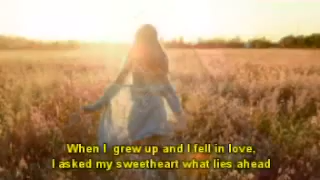 When I grew up and I fell in love,
I asked my sweetheart what lies ahead